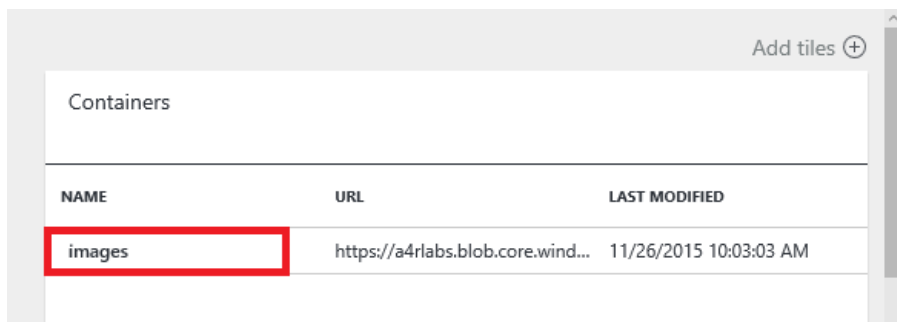 Add tiles
Containers
NAME URL LAST MODIFIED
images https://a4rlabs.blob.core.wind... 11/26/2015 10:03:03 AM